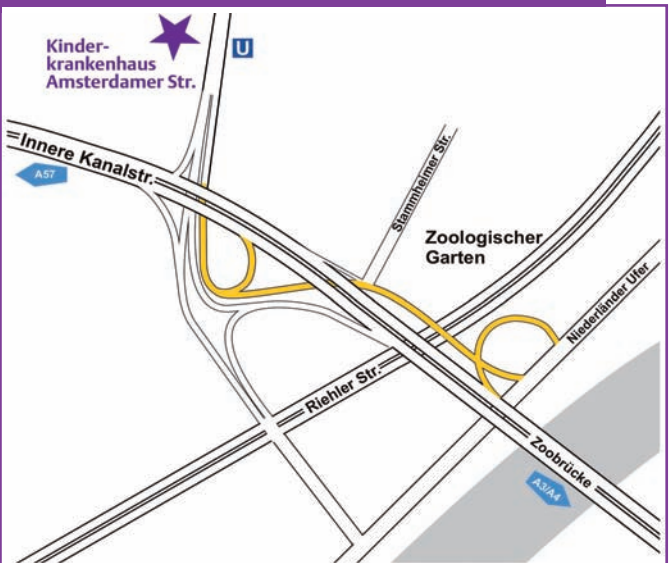 Kinder-
krankenhaus
Amsterdamer Str.
U
Innere Kanalstr.
A57
Stammheimer Str.
Zoologischer
Garten
Niederländer Ufer
Riehler Str.
Zoobrücke
A3/A4